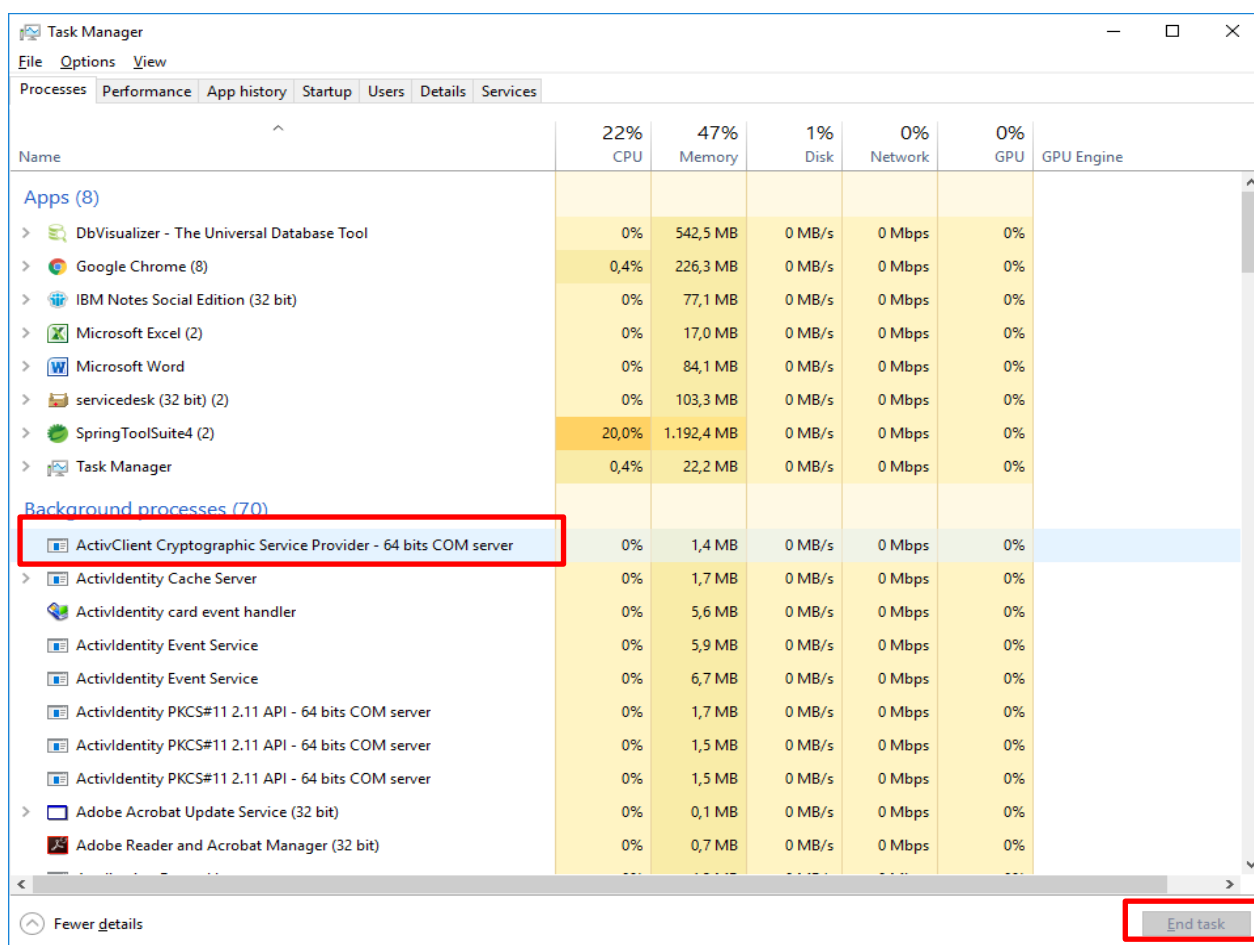 Task Manager
File Options View
Processes Performance App history Startup Users Details Services
22% 47% 1% 0% 0%
Name CPU Memory Disk Network GPU GPU Engine
Apps (8)
DbVisualizer - The Universal Database Tool 0% 542,5 MB 0 MB/s 0 Mbps 0%
Google Chrome (8) 0,4% 226,3 MB 0 MB/s 0 Mbps 0%
IBM Notes Social Edition (32 bit) 0% 77,1 MB 0 MB/s 0 Mbps 0%
Microsoft Excel (2) 0% 17,0 MB 0 MB/s 0 Mbps 0%
Microsoft Word 0% 84,1 MB 0 MB/s 0 Mbps 0%
servicedesk (32 bit) (2) 0% 103,3 MB 0 MB/s 0 Mbps 0%
SpringToolSuite4 (2) 20,0% 1.192,4 MB 0 MB/s 0 Mbps 0%
Task Manager 0,4% 22,2 MB 0 MB/s 0 Mbps 0%
Background processes (70)
ActivClient Cryptographic Service Provider - 64 bits COM server 0% 1,4 MB 0 MB/s 0 Mbps 0%
ActivIdentity Cache Server 0% 1,7 MB 0 MB/s 0 Mbps 0%
ActivIdentity card event handler 0% 5,6 MB 0 MB/s 0 Mbps 0%
ActivIdentity Event Service 0% 5,9 MB 0 MB/s 0 Mbps 0%
ActivIdentity Event Service 0% 6,7 MB 0 MB/s 0 Mbps 0%
ActivIdentity PKCS#11 2.11 API - 64 bits COM server 0% 1,7 MB 0 MB/s 0 Mbps 0%
ActivIdentity PKCS#11 2.11 API - 64 bits COM server 0% 1,5 MB 0 MB/s 0 Mbps 0%
ActivIdentity PKCS#11 2.11 API - 64 bits COM server 0% 1,5 MB 0 MB/s 0 Mbps 0%
Adobe Acrobat Update Service (32 bit) 0% 0,1 MB 0 MB/s 0 Mbps 0%
Adobe Reader and Acrobat Manager (32 bit) 0% 0,7 MB 0 MB/s 0 Mbps 0%
Fewer details End task